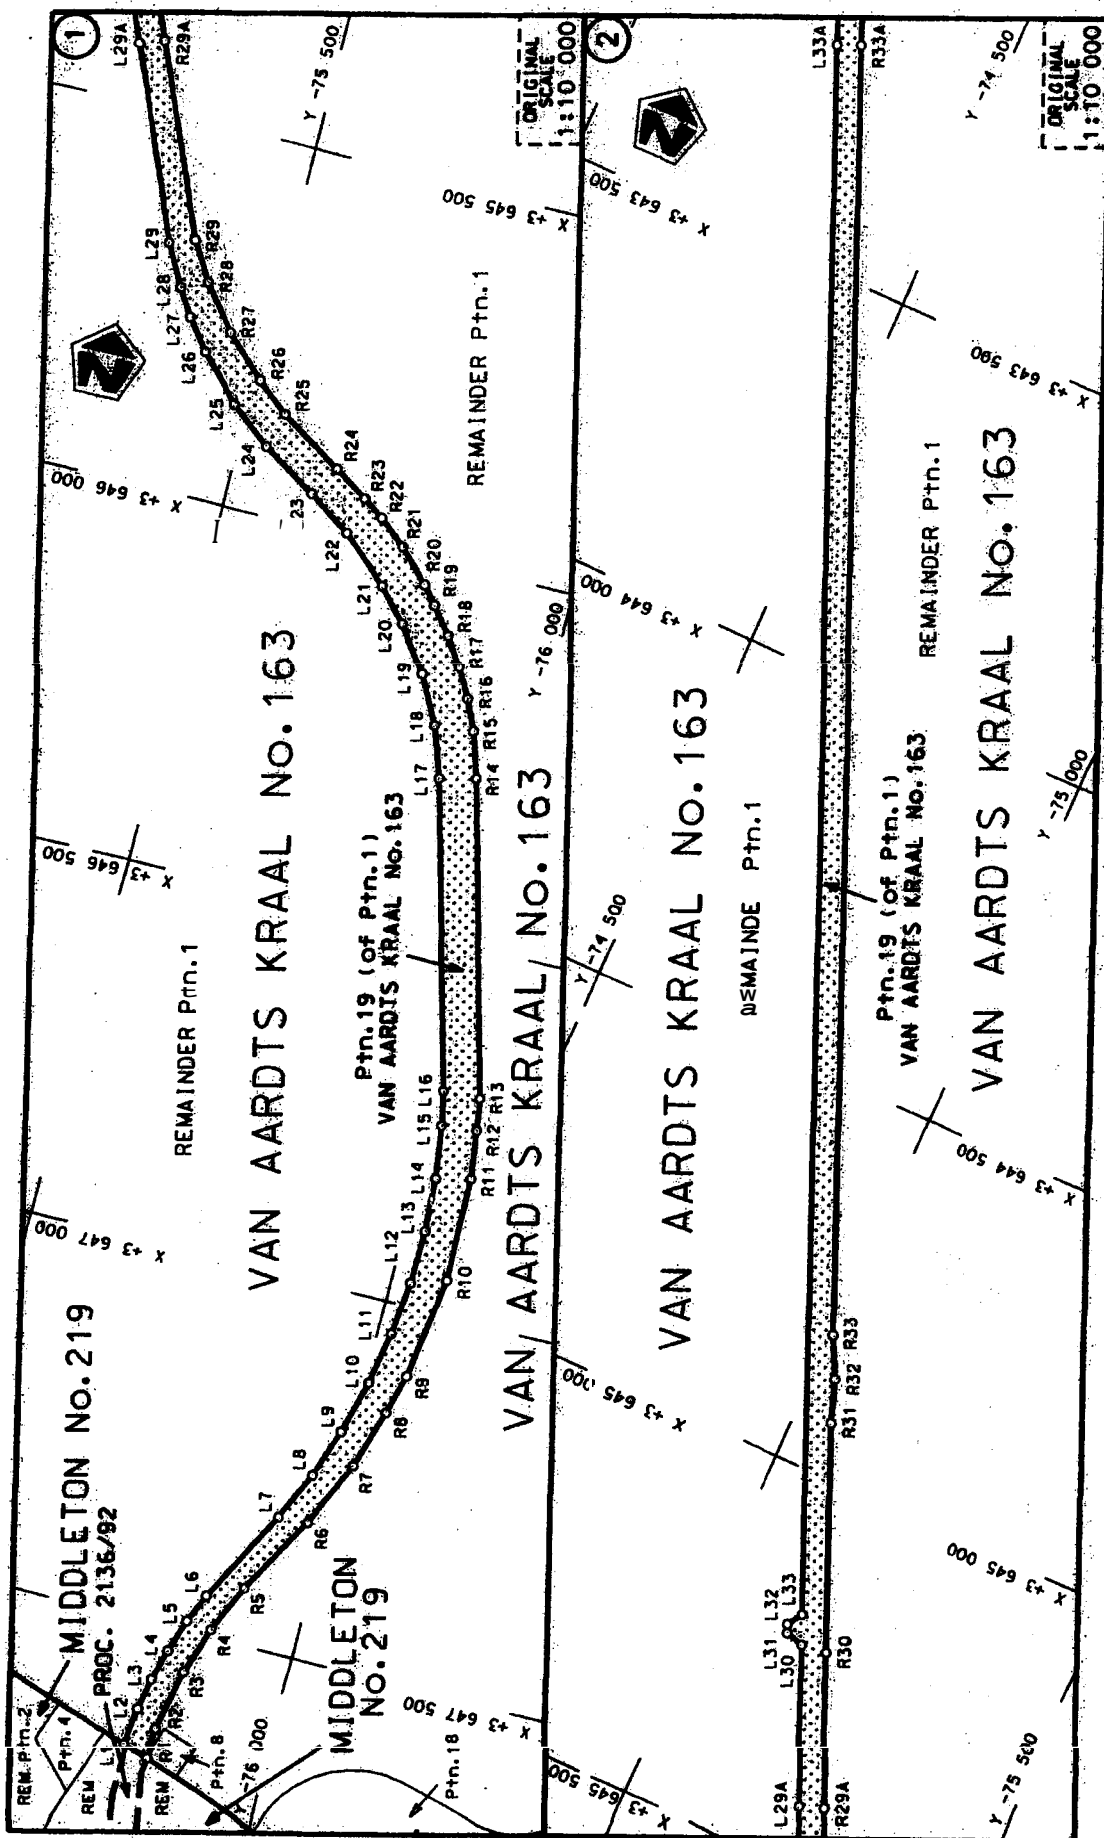 1
L29A
R29A
Y -75 500
ORIGINAL
SCALE
1:10 000
X +3 645 500
L29
L28
L27
L26
L25
L24
23
L22
L21
L20
L19
L18
L17
R29
R28
R27
R26
R25
R24
R23
R22
R21
R20
R19
R18
R17
R16
R15
R14
REMAINDER Ptn.1
X +3 646 000
Y -76 000
VAN AARDTS KRAAL No.163
X +3 646 500
Ptn.19 (of Ptn.1)
VAN AARDTS KRAAL No.163
REMAINDER Ptn.1
VAN AARDTS KRAAL No.163
L16
L15
L14
L13
L12
L11
L10
L9
L8
L7
L6
L5
L4
L3
L2
L1
R13
R12
R11
R10
R9
R8
R7
R6
R5
R4
R3
R2
R1
X +3 647 000
MIDDLETON No.219
PROC. 2136/92
REM Ptn.2
Ptn.4
REM
REM
Ptn.8
Y -76 000
MIDDLETON
No.219
X +3 647 500
Ptn.18
2
L33A
R33A
Y -74 500
ORIGINAL
SCALE
1:10 000
X +3 643 500
X +3 643 500
X +3 644 000
REMAINDER Ptn.1
VAN AARDTS KRAAL No.163
VAN AARDTS KRAAL No.163
Ptn.19 (of Ptn.1)
VAN AARDTS KRAAL No.163
Ptn.1
Y -75 000
Y -74 500
X +3 644 500
X +3 645
R33
R32
R31
L33
L32
L31
L30
R30
X +3 645 000
X +3 645 500
L29A
R29A
Y -75 500